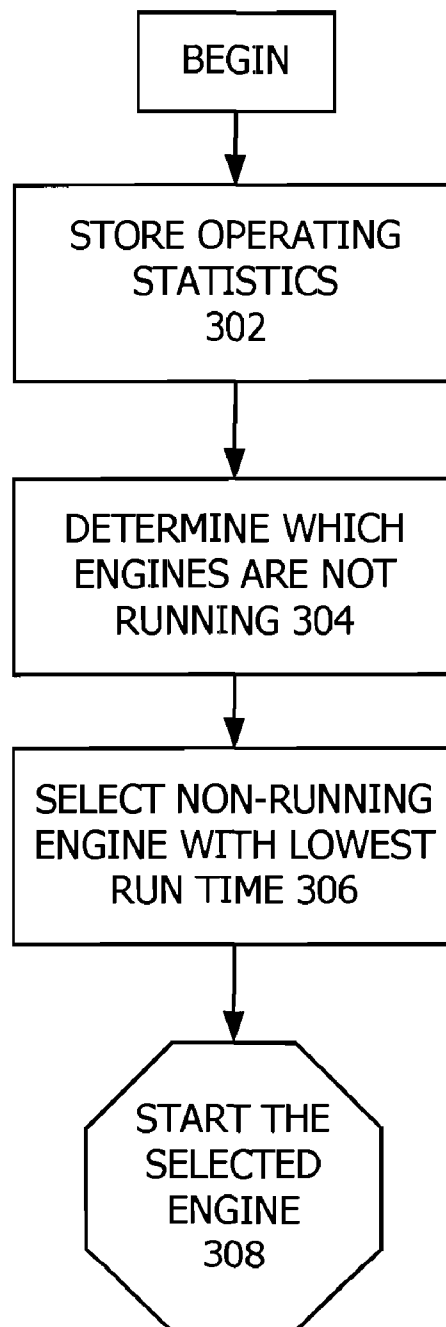 BEGIN
STORE OPERATING
STATISTICS
302
DETERMINE WHICH
ENGINES ARE NOT
RUNNING 304
SELECT NON-RUNNING
ENGINE WITH LOWEST
RUN TIME 306
START THE
SELECTED
ENGINE
308